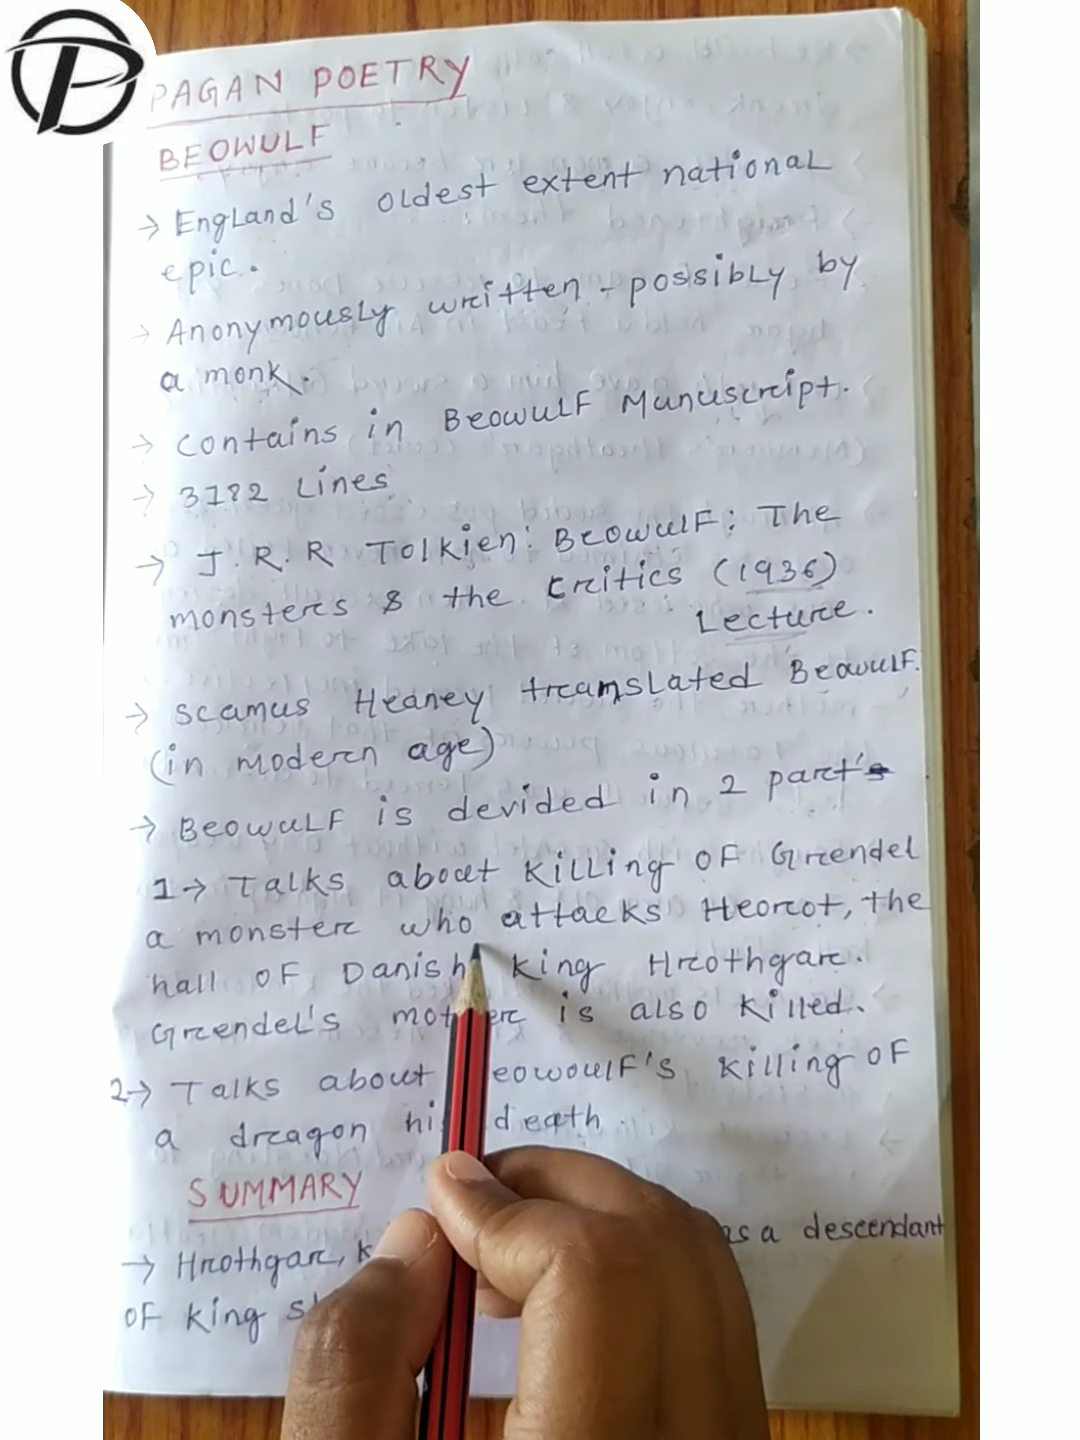 PAGAN POETRY
BEOWULF
→ England's oldest extent national
epic.
→ Anonymously written - possibly by
a monk.
→ contains in Beowulf Manuscript.
→ 3182 Lines
→ J.R.R Tolkien: Beowulf: The
monsters & the critics (1936)
Lecture.
→ Seamus Heaney translated Beowulf.
(in modern age)
→ Beowulf is devided in 2 part's
1→ Talks about killing of Grendel
a monster who attacks Heorot, the
hall of Danish king Hrothgar.
Grendel's mother is also killed.
2→ Talks about eowoulf's killing of
a dragon his death
SUMMARY
→ Hrothgar, as a descendant
of king